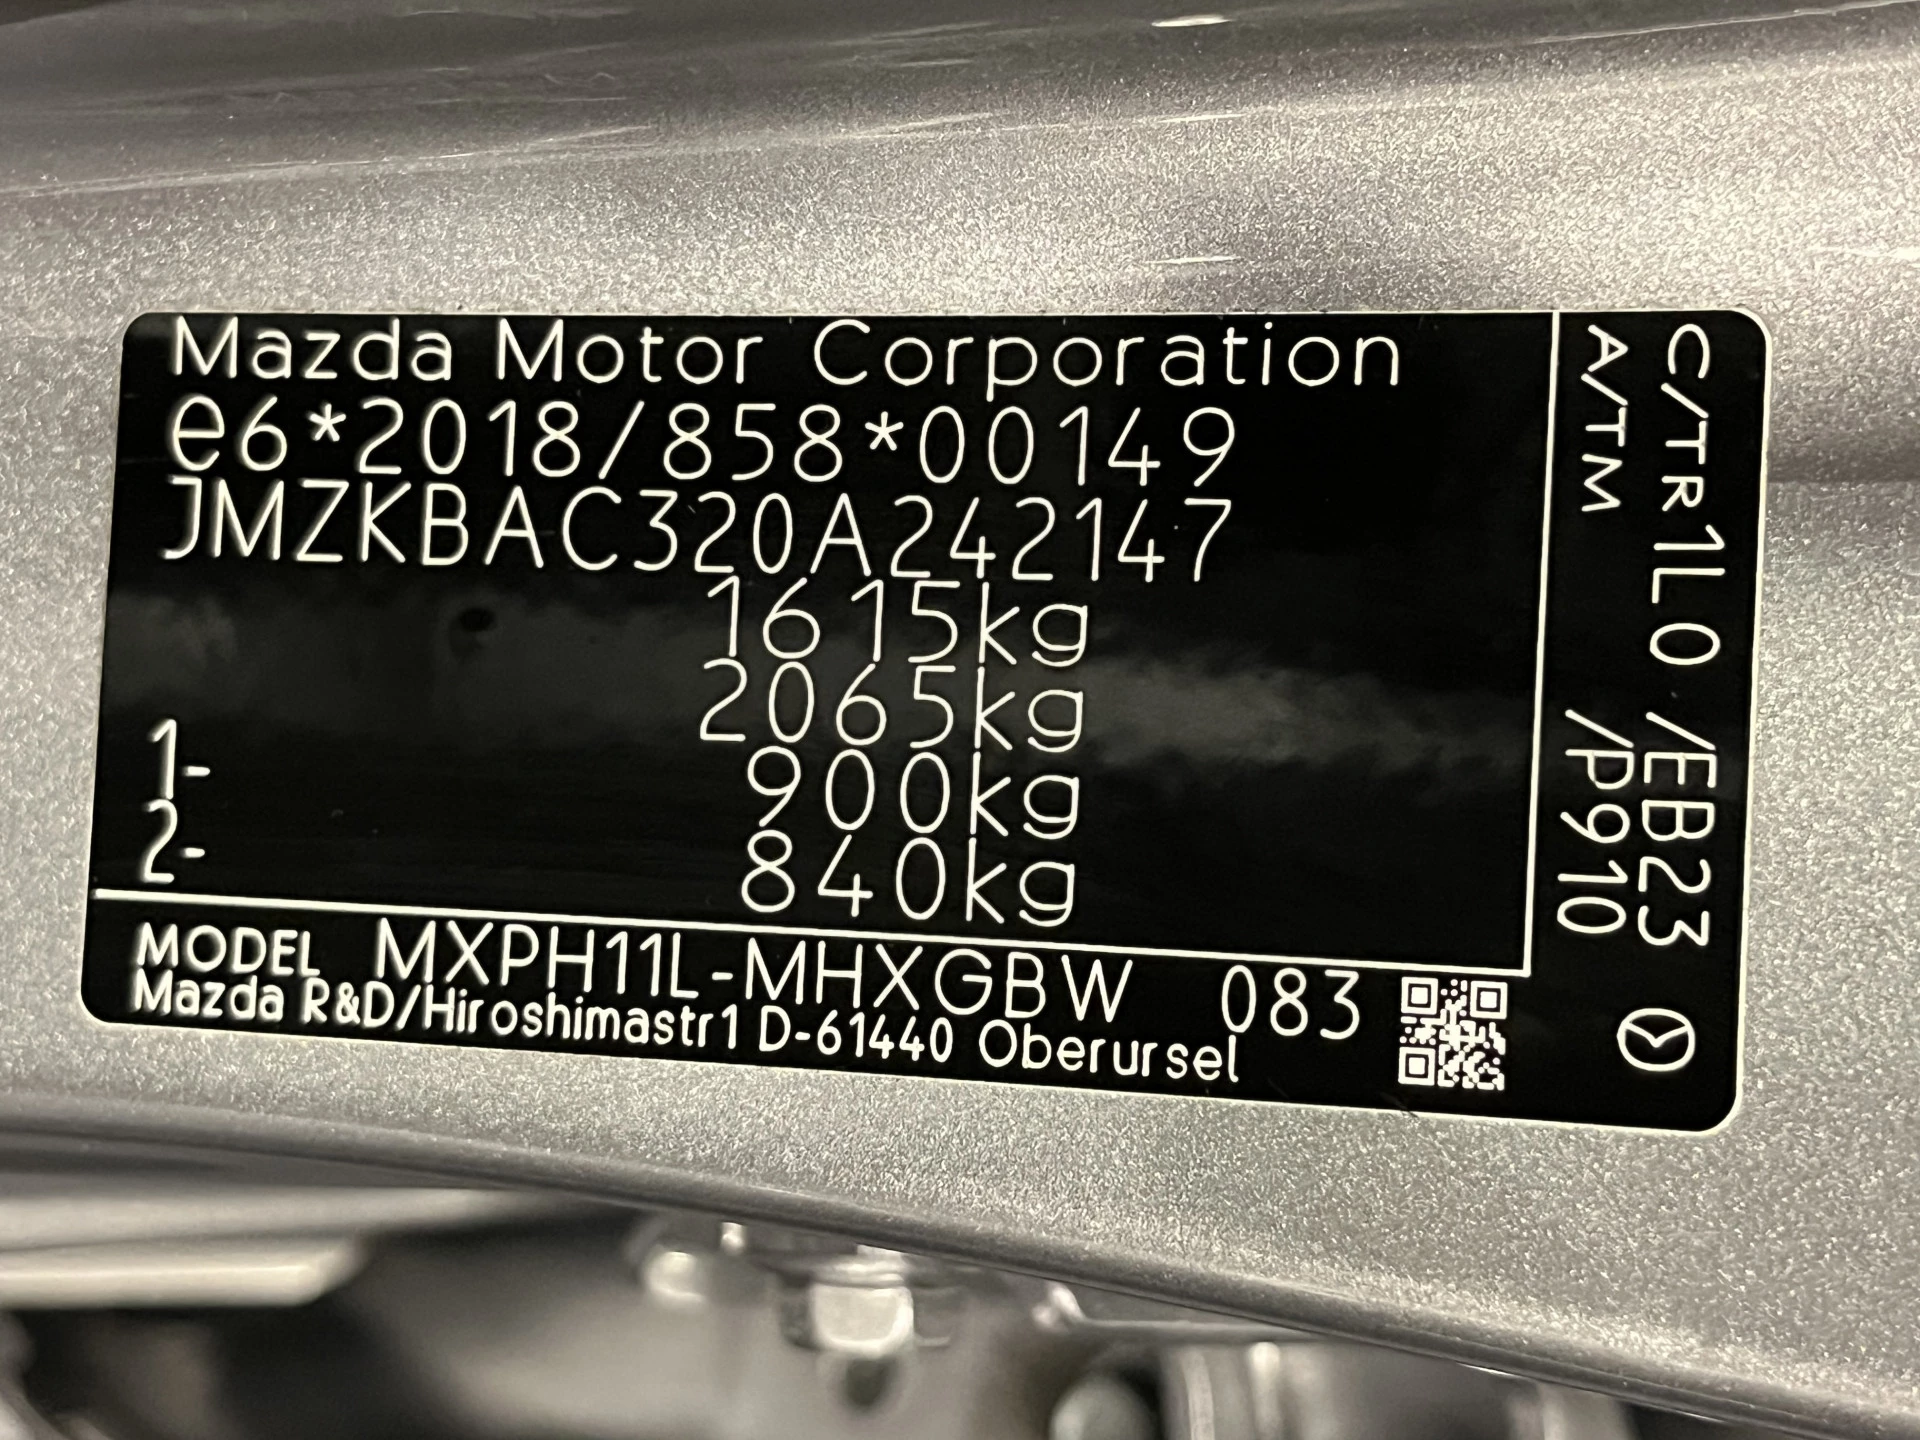 Mazda Motor Corporation
e6*2018/858*00149
JMZKBAC320A242147
1615kg
2065kg
1- 900kg
2- 840kg
MODEL MXPH11L-MHXGBW 083
Mazda R&D/Hiroshimastr1 D-61440 Oberursel
C/TR1L0 /EB23
A/TM /P910